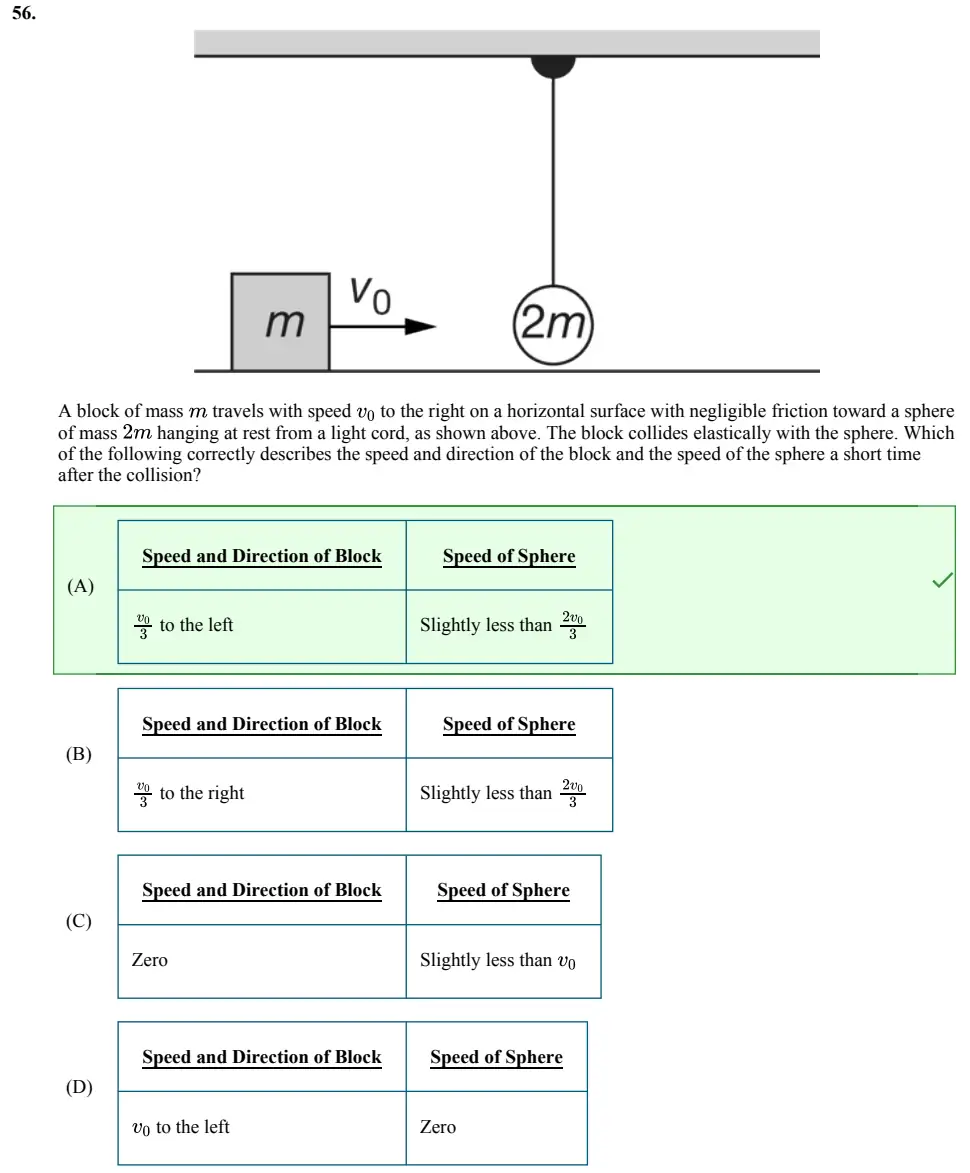 56.
m
v0
2m
A block of mass m travels with speed v0 to the right on a horizontal surface with negligible friction toward a sphere
of mass 2m hanging at rest from a light cord, as shown above. The block collides elastically with the sphere. Which
of the following correctly describes the speed and direction of the block and the speed of the sphere a short time
after the collision?
(A)
Speed and Direction of Block Speed of Sphere
v0/3 to the left Slightly less than 2v0/3
(B)
Speed and Direction of Block Speed of Sphere
v0/3 to the right Slightly less than 2v0/3
(C)
Speed and Direction of Block Speed of Sphere
Zero Slightly less than v0
(D)
Speed and Direction of Block Speed of Sphere
v0 to the left Zero